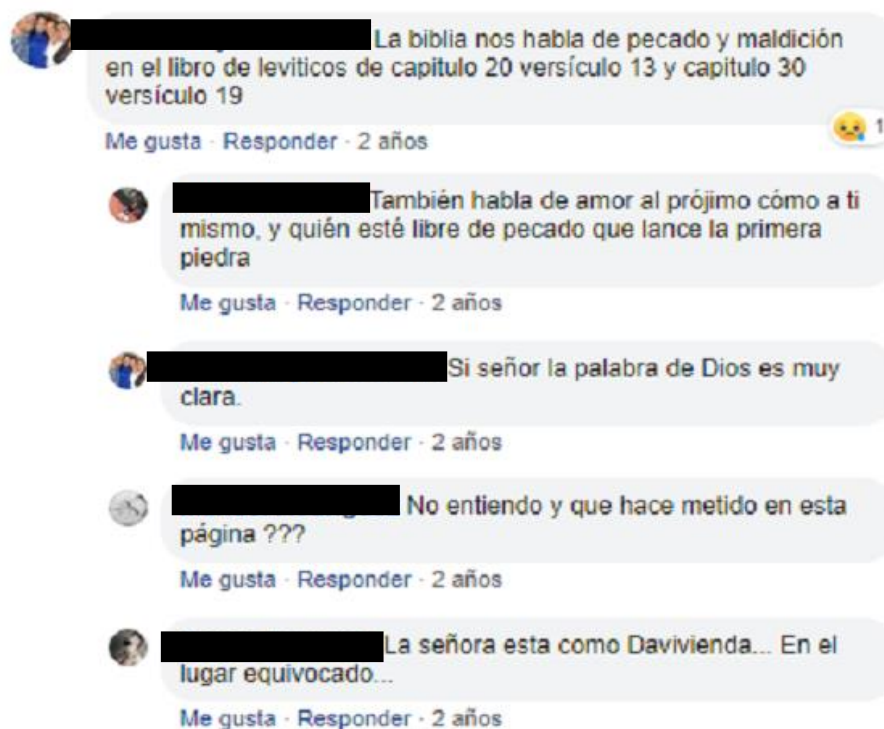 La biblia nos habla de pecado y maldición
en el libro de leviticos de capitulo 20 versículo 13 y capitulo 30
versículo 19
1
Me gusta · Responder · 2 años
También habla de amor al prójimo cómo a ti
mismo, y quién esté libre de pecado que lance la primera
piedra
Me gusta · Responder · 2 años
Si señor la palabra de Dios es muy
clara.
Me gusta · Responder · 2 años
No entiendo y que hace metido en esta
página ???
Me gusta · Responder · 2 años
La señora esta como Davivienda... En el
lugar equivocado...
Me gusta · Responder · 2 años